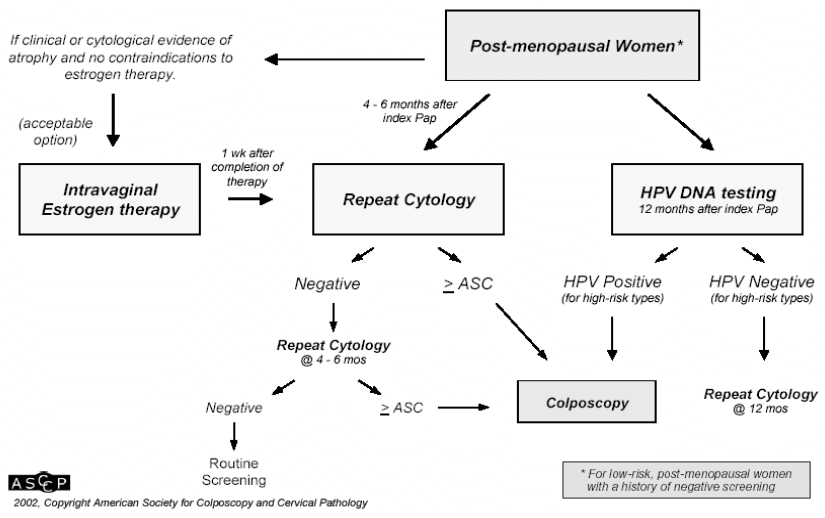 If clinical or cytological evidence of
atrophy and no contraindications to
estrogen therapy.
Post-menopausal Women*
(acceptable
option)
4 - 6 months after
index Pap
1 wk after
completion of
therapy
Intravaginal
Estrogen therapy
Repeat Cytology
HPV DNA testing
12 months after index Pap
Negative
> ASC
HPV Positive
(for high-risk types)
HPV Negative
(for high-risk types)
Repeat Cytology
@ 4 - 6 mos
Negative
> ASC
Colposcopy
Repeat Cytology
@ 12 mos
Routine
Screening
* For low-risk, post-menopausal women
with a history of negative screening
ASCCP
2002, Copyright American Society for Colposcopy and Cervical Pathology